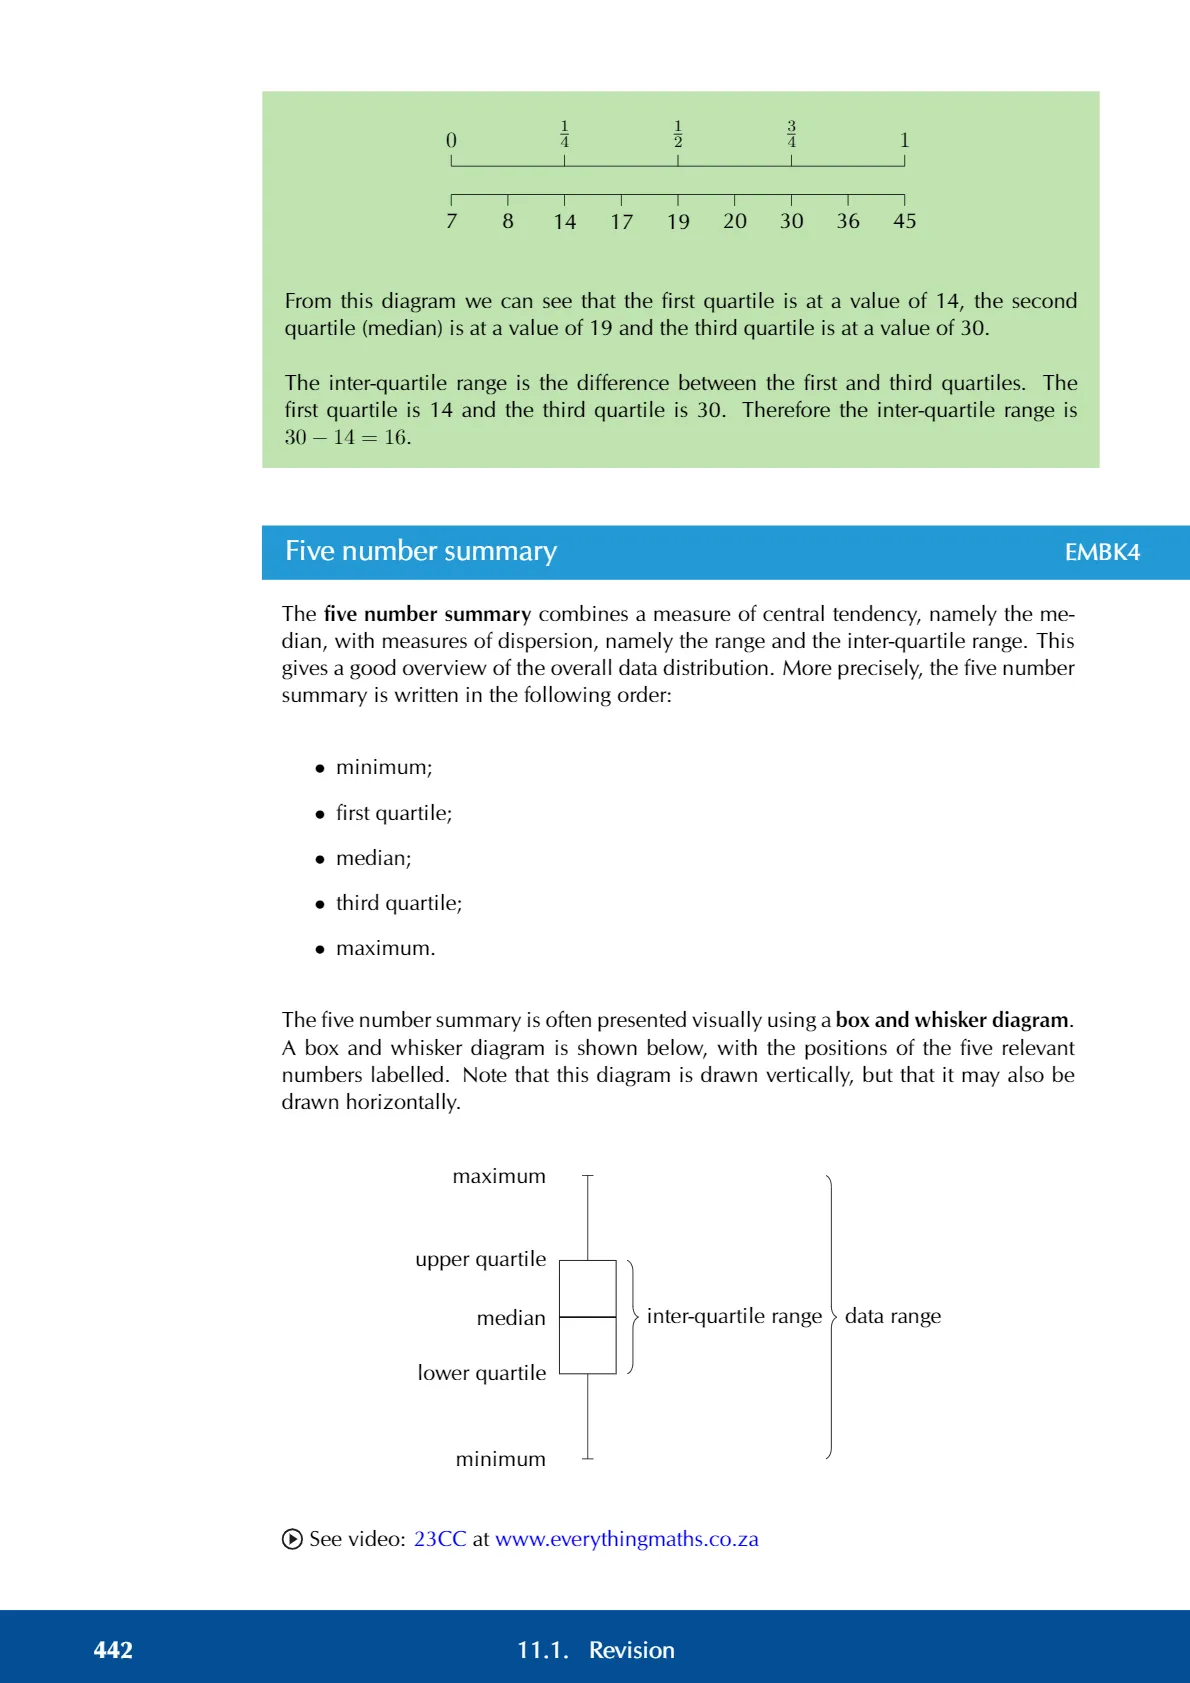 0 1/4 1/2 3/4 1
7 8 14 17 19 20 30 36 45
From this diagram we can see that the first quartile is at a value of 14, the second
quartile (median) is at a value of 19 and the third quartile is at a value of 30.
The inter-quartile range is the difference between the first and third quartiles. The
first quartile is 14 and the third quartile is 30. Therefore the inter-quartile range is
30 − 14 = 16.
Five number summary EMBK4
The five number summary combines a measure of central tendency, namely the me-
dian, with measures of dispersion, namely the range and the inter-quartile range. This
gives a good overview of the overall data distribution. More precisely, the five number
summary is written in the following order:
• minimum;
• first quartile;
• median;
• third quartile;
• maximum.
The five number summary is often presented visually using a box and whisker diagram.
A box and whisker diagram is shown below, with the positions of the five relevant
numbers labelled. Note that this diagram is drawn vertically, but that it may also be
drawn horizontally.
maximum
upper quartile
median inter-quartile range data range
lower quartile
minimum
See video: 23CC at www.everythingmaths.co.za
442 11.1. Revision